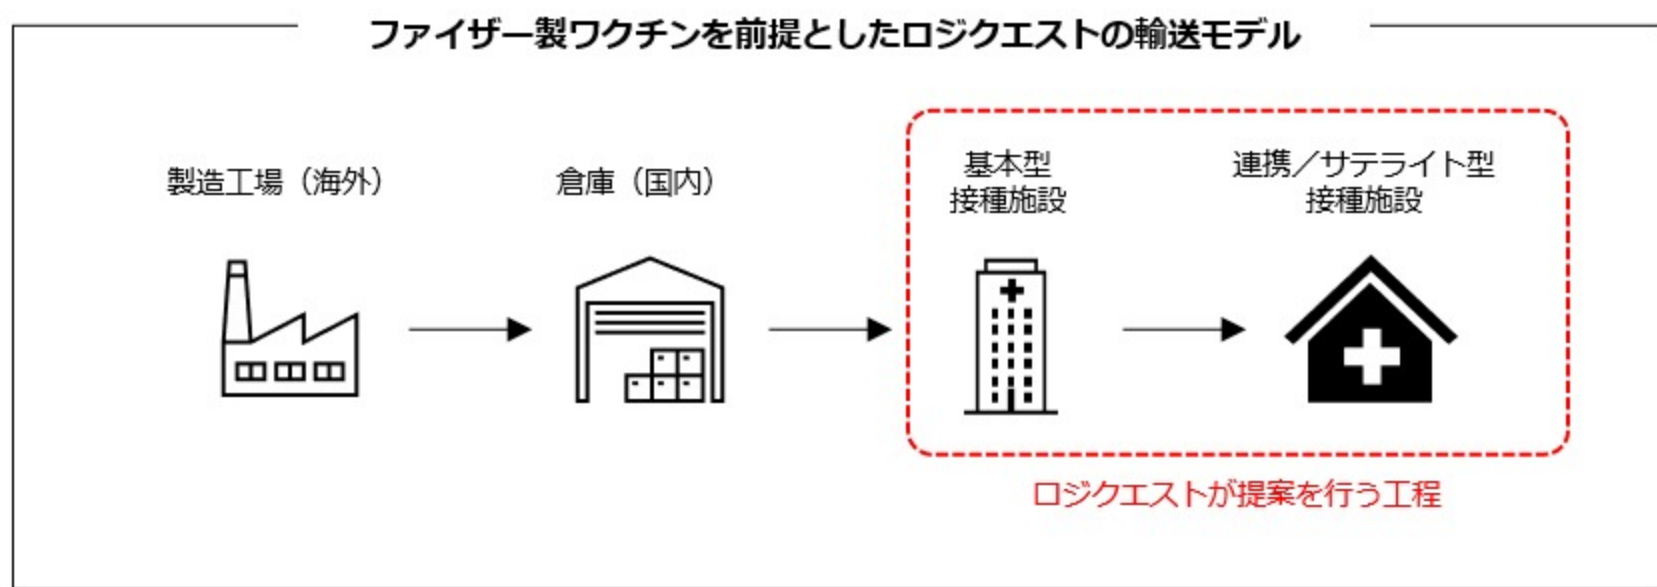 ファイザー製ワクチンを前提としたロジクエストの輸送モデル
製造工場（海外）
倉庫（国内）
基本型
接種施設
連携／サテライト型
接種施設
ロジクエストが提案を行う工程